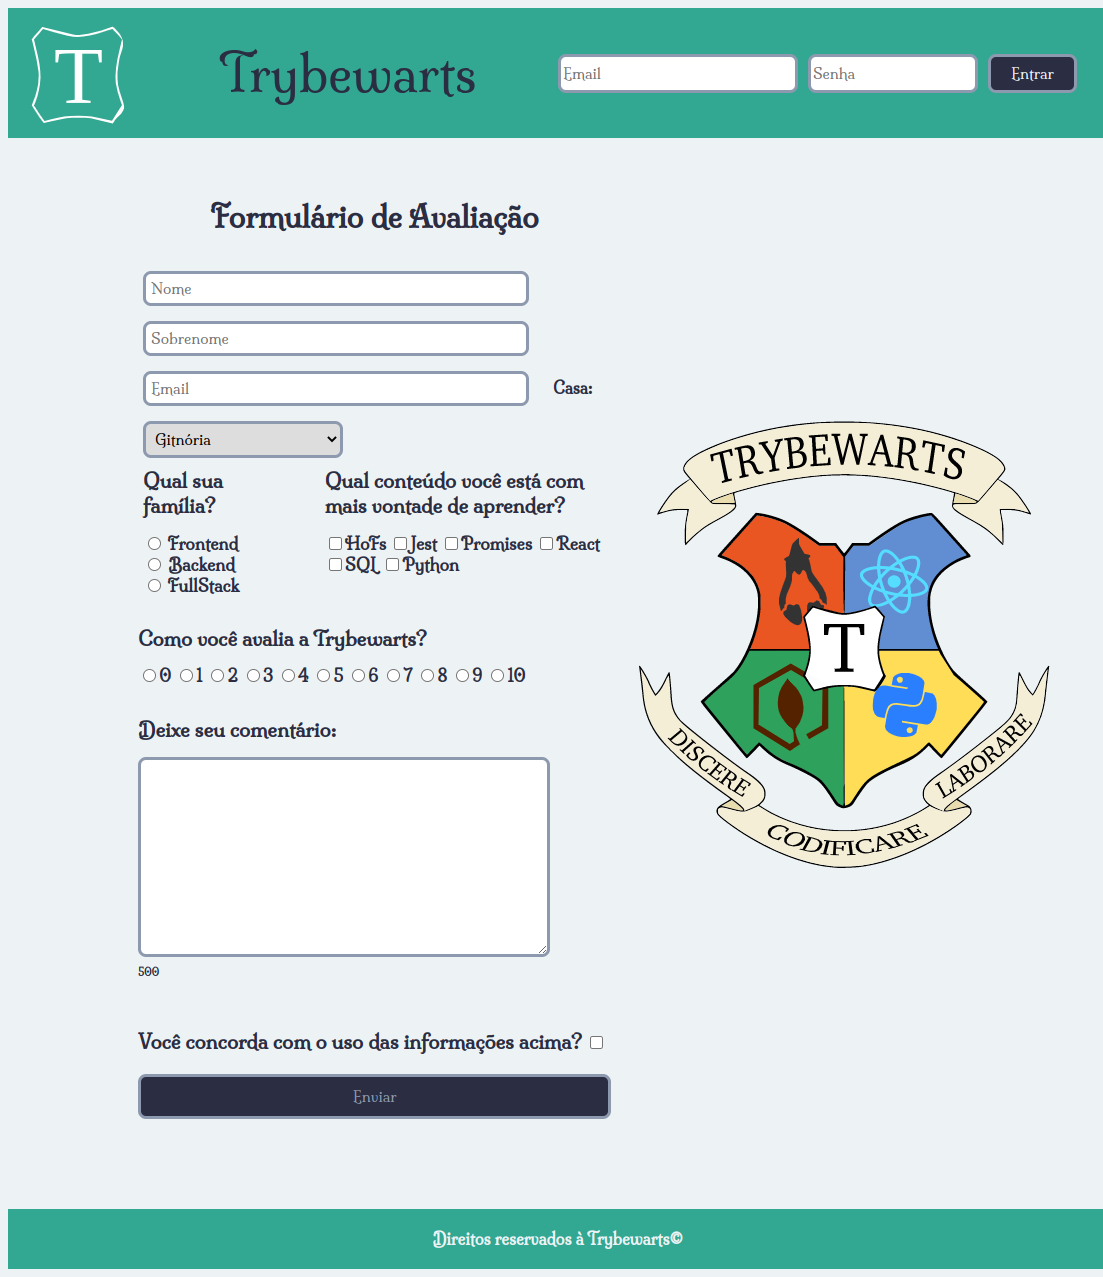 T
Trybewarts
Email
Senha
Entrar
Formulário de Avaliação
Nome
Sobrenome
Email
Casa:
Gitnória
Qual sua
família?
Frontend
Backend
FullStack
Qual conteúdo você está com
mais vontade de aprender?
HoFs Jest Promises React
SQL Python
Como você avalia a Trybewarts?
0 1 2 3 4 5 6 7 8 9 10
Deixe seu comentário:
500
Você concorda com o uso das informações acima?
Enviar
TRYBEWARTS
T
DISCERE
CODIFICARE
LABORARE
Direitos reservados à Trybewarts©